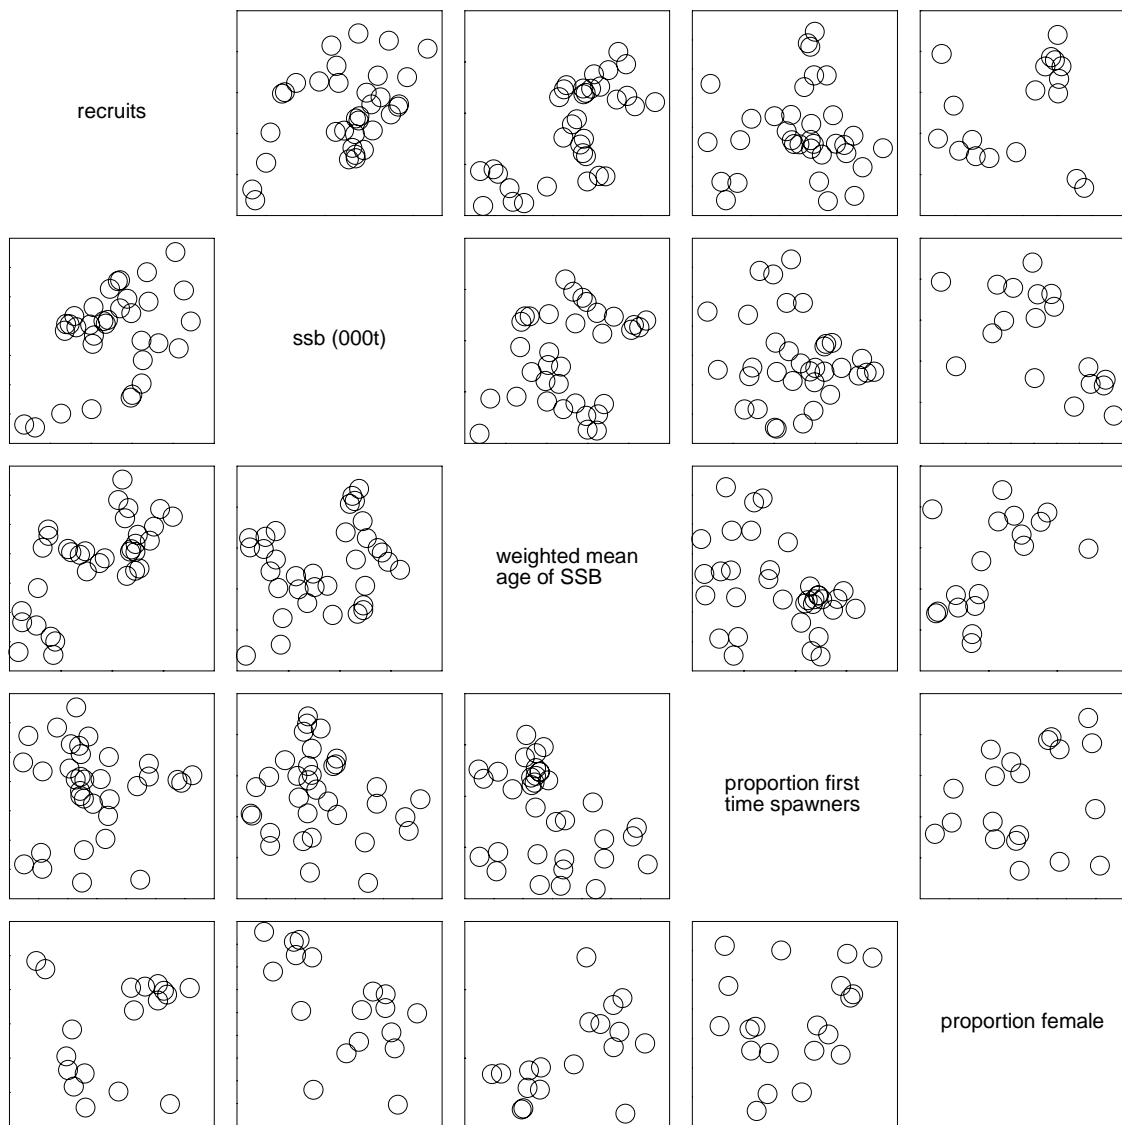 recruits
ssb (000t)
weighted mean
age of SSB
proportion first
time spawners
proportion female